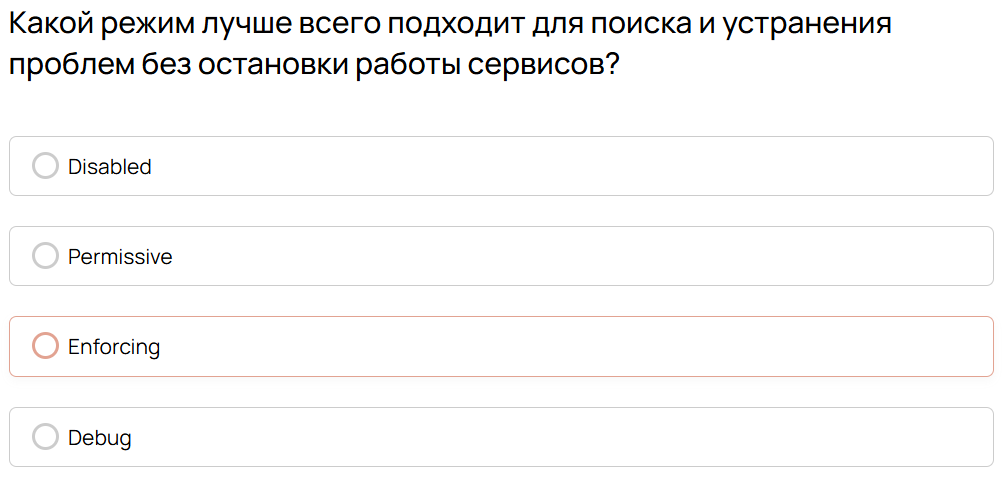 Какой режим лучше всего подходит для поиска и устранения
проблем без остановки работы сервисов?
Disabled
Permissive
Enforcing
Debug